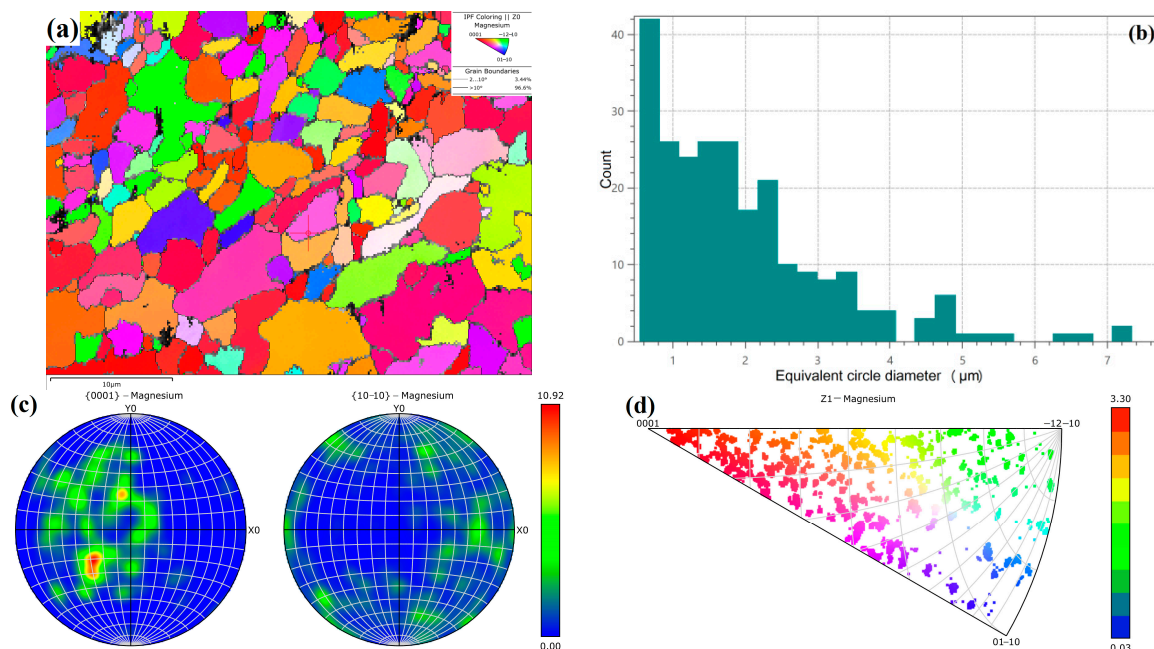 (a)
IPF Coloring || Z0
Magnesium
0001 −12−10
01−10
Grain Boundaries
2...10° 3.44%
>10° 96.6%
10μm
(b)
Count
40
30
20
10
0
1 2 3 4 5 6 7
Equivalent circle diameter (μm)
(c)
{0001} − Magnesium
Y0
X0
{10-10} − Magnesium
Y0
X0
10.92
0.00
(d)
Z1 − Magnesium
0001 −12−10
01−10
3.30
0.03